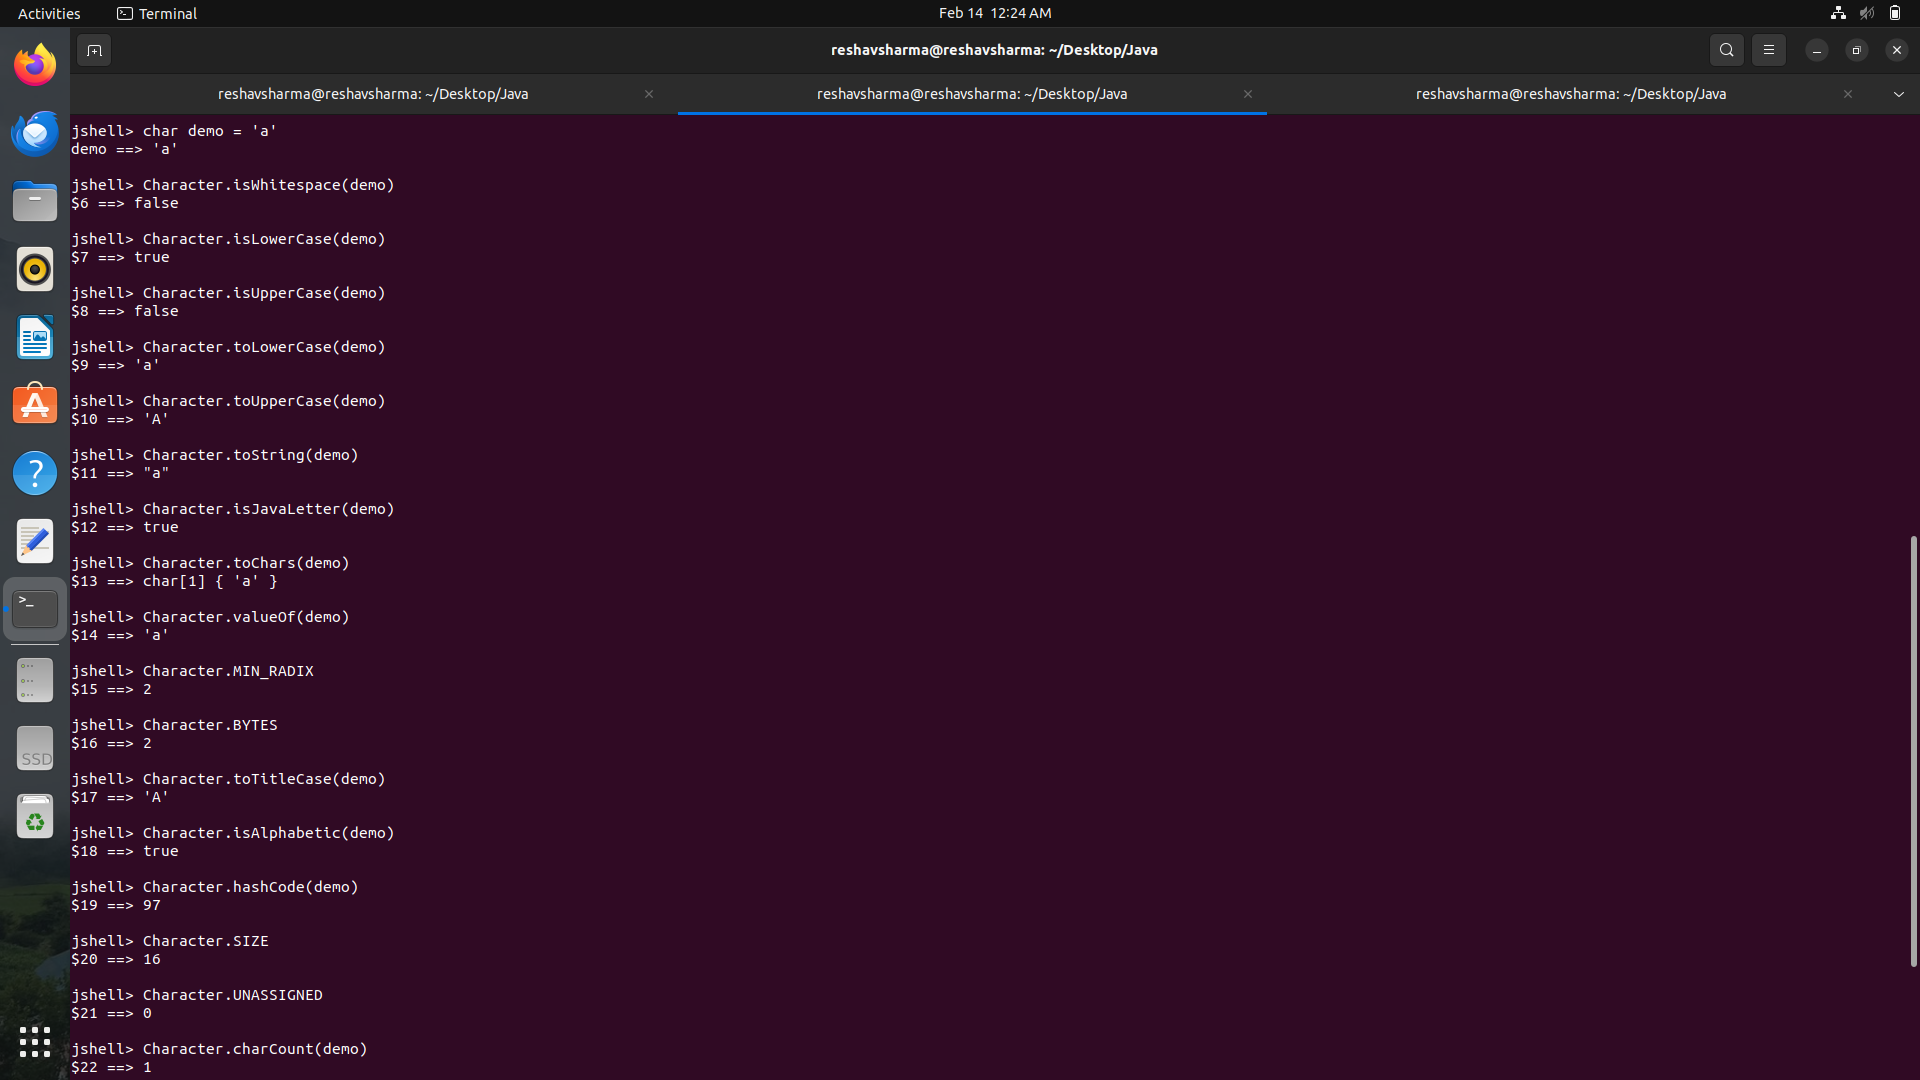 Activities
Terminal
Feb 14 12:24 AM
reshavsharma@reshavsharma: ~/Desktop/Java
reshavsharma@reshavsharma: ~/Desktop/Java
reshavsharma@reshavsharma: ~/Desktop/Java
reshavsharma@reshavsharma: ~/Desktop/Java
jshell> char demo = 'a'
demo ==> 'a'
jshell> Character.isWhitespace(demo)
$6 ==> false
jshell> Character.isLowerCase(demo)
$7 ==> true
jshell> Character.isUpperCase(demo)
$8 ==> false
jshell> Character.toLowerCase(demo)
$9 ==> 'a'
jshell> Character.toUpperCase(demo)
$10 ==> 'A'
jshell> Character.toString(demo)
$11 ==> "a"
jshell> Character.isJavaLetter(demo)
$12 ==> true
jshell> Character.toChars(demo)
$13 ==> char[1] { 'a' }
jshell> Character.valueOf(demo)
$14 ==> 'a'
jshell> Character.MIN_RADIX
$15 ==> 2
jshell> Character.BYTES
$16 ==> 2
jshell> Character.toTitleCase(demo)
$17 ==> 'A'
jshell> Character.isAlphabetic(demo)
$18 ==> true
jshell> Character.hashCode(demo)
$19 ==> 97
jshell> Character.SIZE
$20 ==> 16
jshell> Character.UNASSIGNED
$21 ==> 0
jshell> Character.charCount(demo)
$22 ==> 1
SSD